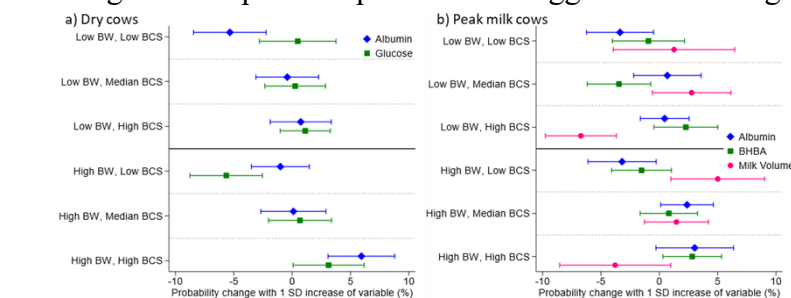 a) Dry cows
Low BW, Low BCS
Low BW, Median BCS
Low BW, High BCS
High BW, Low BCS
High BW, Median BCS
High BW, High BCS
Albumin
Glucose
-10 -5 0 5 10
Probability change with 1 SD increase of variable (%)
b) Peak milk cows
Low BW, Low BCS
Low BW, Median BCS
Low BW, High BCS
High BW, Low BCS
High BW, Median BCS
High BW, High BCS
Albumin
BHBA
Milk Volume
-10 -5 0 5 10
Probability change with 1 SD increase of variable (%)